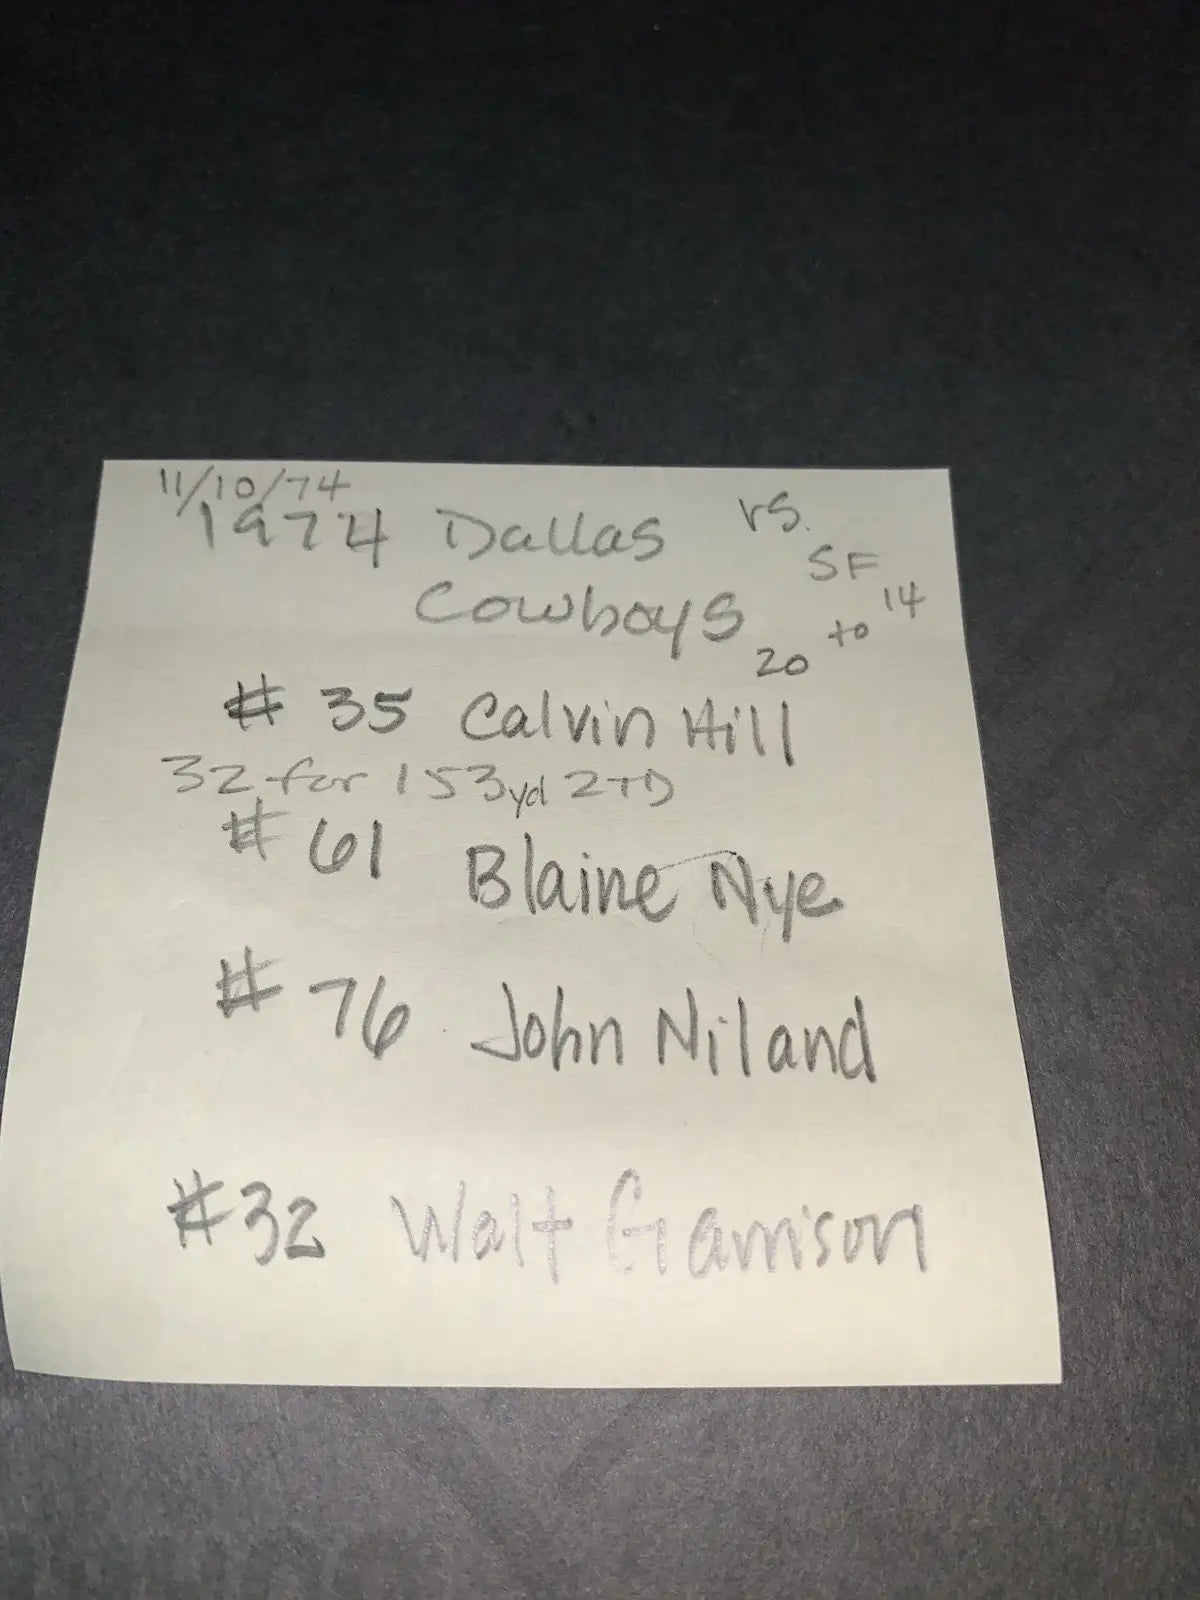 11/10/74
1974 Dallas vs.
SF
Cowboys 20 to 14
# 35 Calvin Hill
32 for 153yd 2TD
# 61 Blaine Nye
# 76 John Niland
#32 Walt Garrison